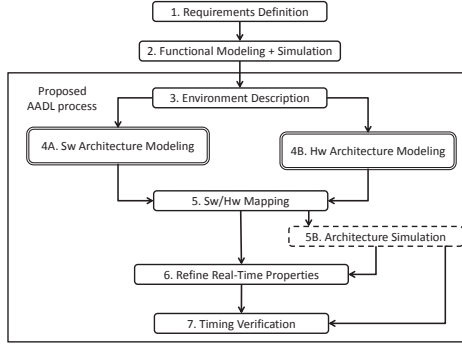 1. Requirements Definition
2. Functional Modeling + Simulation
Proposed
AADL process
3. Environment Description
4A. Sw Architecture Modeling
4B. Hw Architecture Modeling
5. Sw/Hw Mapping
5B. Architecture Simulation
6. Refine Real-Time Properties
7. Timing Verification